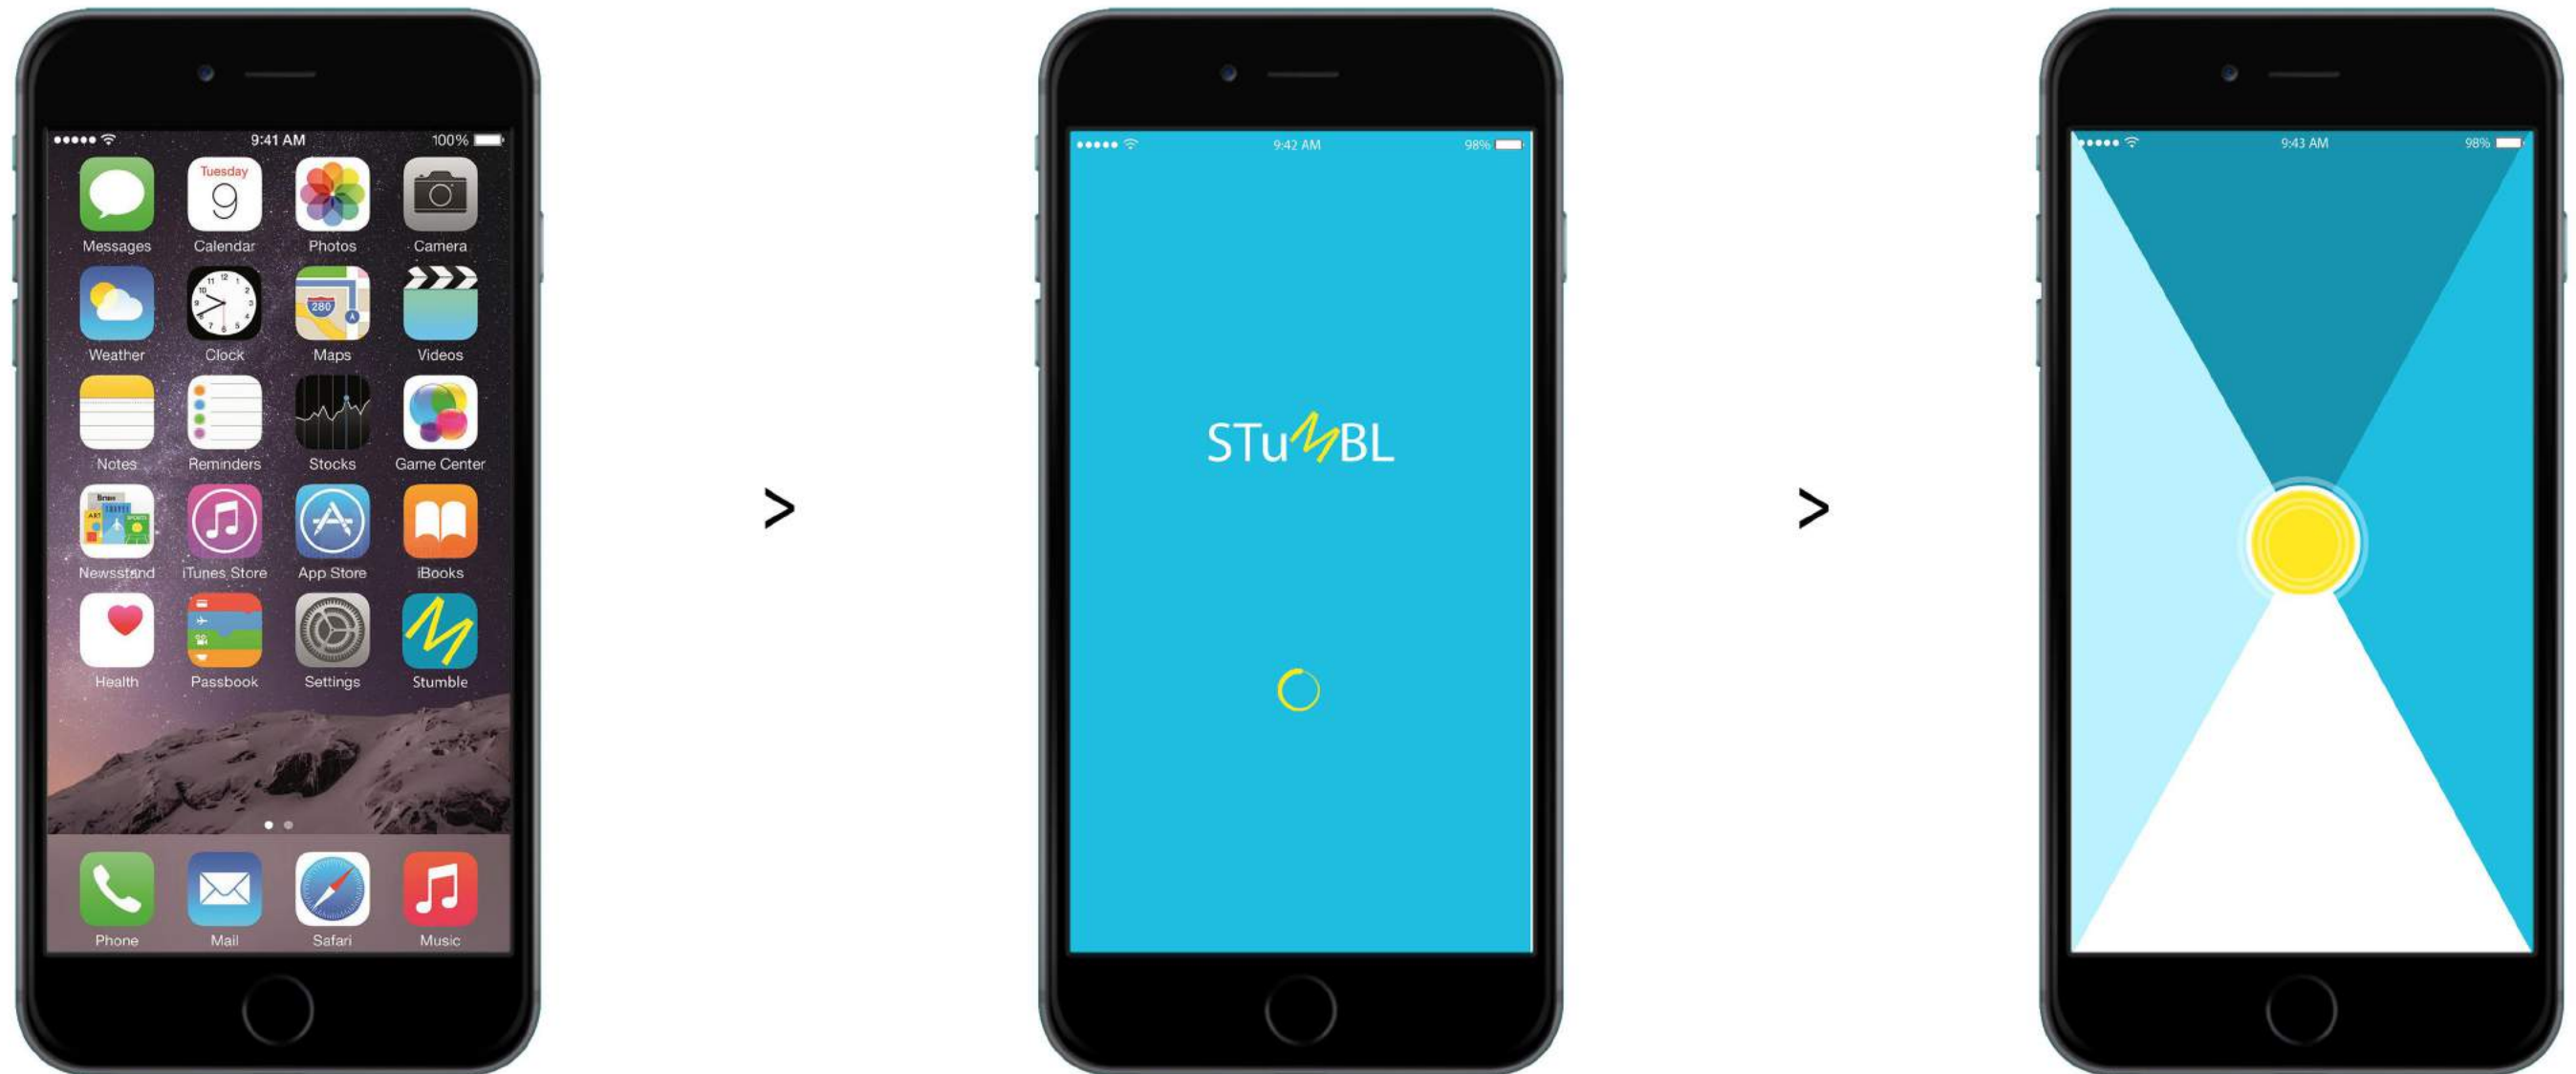 9:41 AM 100%
Tuesday
9
Messages Calendar Photos Camera
280
Weather Clock Maps Videos
Notes Reminders Stocks Game Center
Newsstand iTunes Store App Store iBooks
M
Health Passbook Settings Stumble
Phone Mail Safari Music
>
9:42 AM 98%
STuMBL
>
9:43 AM 98%